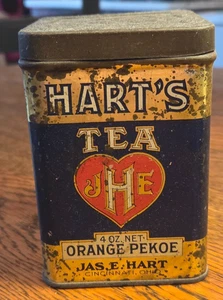 HART'S
TEA
JHE
4 OZ. NET.
ORANGE PEKOE
JAS. E. HART
CINCINNATI, OHIO